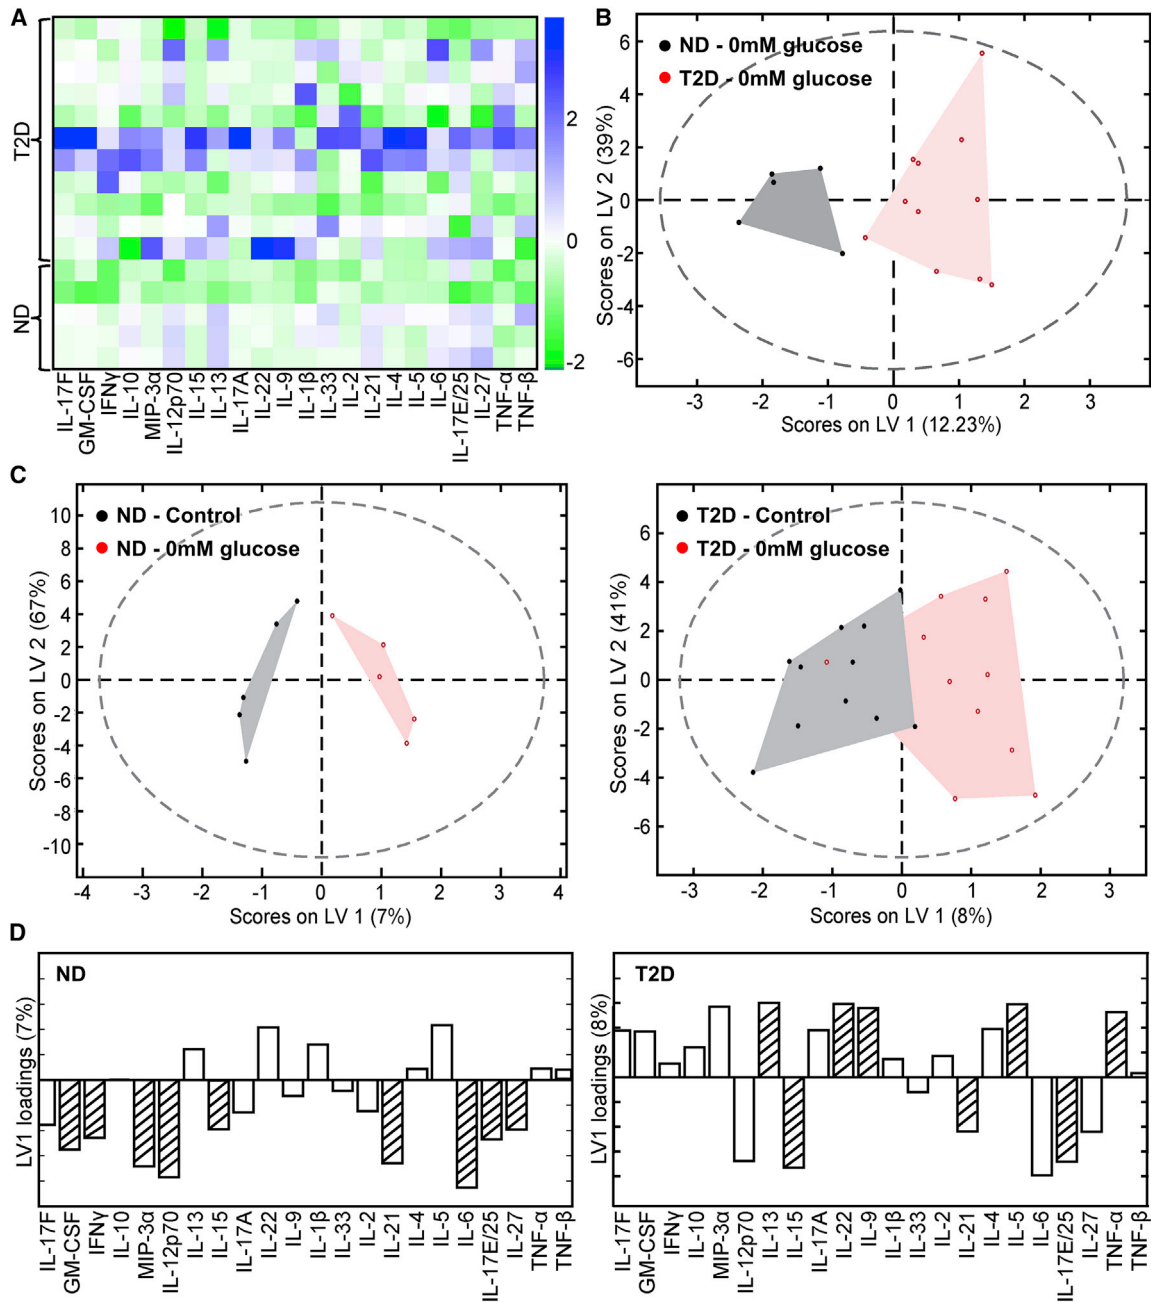 A
T2D
ND
2
0
-2
IL-17F
GM-CSF
IFNγ
IL-10
MIP-3α
IL-12p70
IL-15
IL-13
IL-17A
IL-22
IL-9
IL-1β
IL-33
IL-2
IL-21
IL-4
IL-5
IL-6
IL-17E/25
IL-27
TNF-α
TNF-β
B
ND - 0mM glucose
T2D - 0mM glucose
Scores on LV 2 (39%)
6
4
2
0
-2
-4
-6
-3
-2
-1
0
1
2
3
Scores on LV 1 (12.23%)
C
ND - Control
ND - 0mM glucose
Scores on LV 2 (67%)
10
8
6
4
2
0
-2
-4
-6
-8
-10
-4
-3
-2
-1
0
1
2
3
4
Scores on LV 1 (7%)
T2D - Control
T2D - 0mM glucose
Scores on LV 2 (41%)
6
4
2
0
-2
-4
-6
-3
-2
-1
0
1
2
3
Scores on LV 1 (8%)
D
ND
LV1 loadings (7%)
IL-17F
GM-CSF
IFNγ
IL-10
MIP-3α
IL-12p70
IL-13
IL-15
IL-17A
IL-22
IL-9
IL-1β
IL-33
IL-2
IL-21
IL-4
IL-5
IL-6
IL-17E/25
IL-27
TNF-α
TNF-β
T2D
LV1 loadings (8%)
IL-17F
GM-CSF
IFNγ
IL-10
MIP-3α
IL-12p70
IL-13
IL-15
IL-17A
IL-22
IL-9
IL-1β
IL-33
IL-2
IL-21
IL-4
IL-5
IL-6
IL-17E/25
IL-27
TNF-α
TNF-β